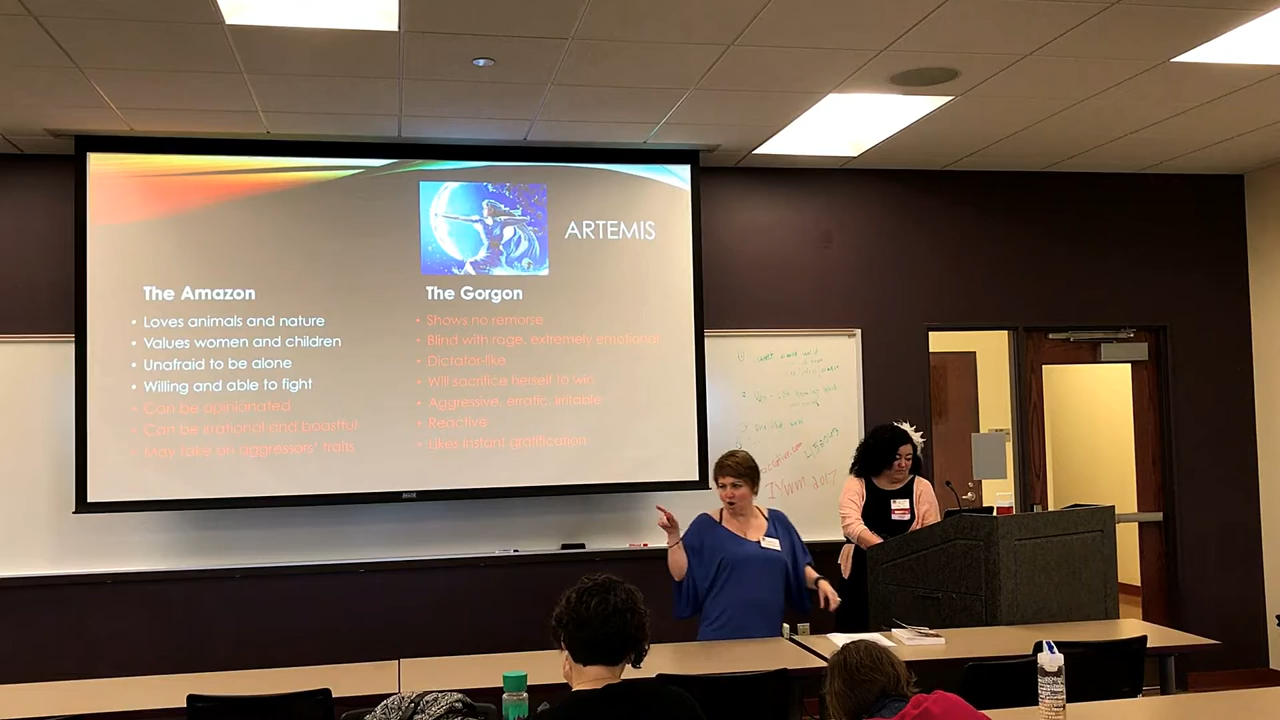 ARTEMIS
The Amazon
• Loves animals and nature
• Values women and children
• Unafraid to be alone
• Willing and able to fight
• Can be opinionated
• Can be irrational and boastful
• May take on aggressors' traits
The Gorgon
• Shows no remorse
• Blind with rage, extremely emotional
• Dictator-like
• Will sacrifice herself to win
• Aggressive, erratic, irritable
• Reactive
• Likes instant gratification
IYWM 2017